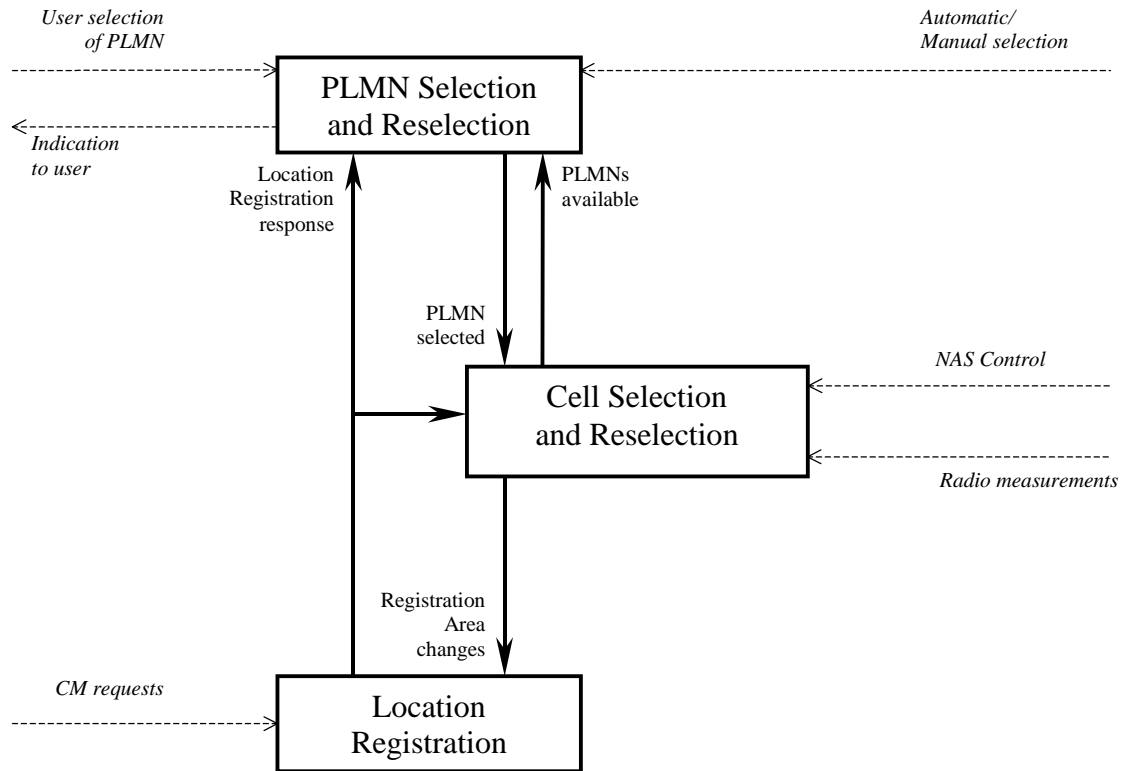 User selection
of PLMN
Automatic/
Manual selection
PLMN Selection
and Reselection
Indication
to user
Location
Registration
response
PLMNs
available
PLMN
selected
NAS Control
Cell Selection
and Reselection
Radio measurements
Registration
Area
changes
CM requests
Location
Registration